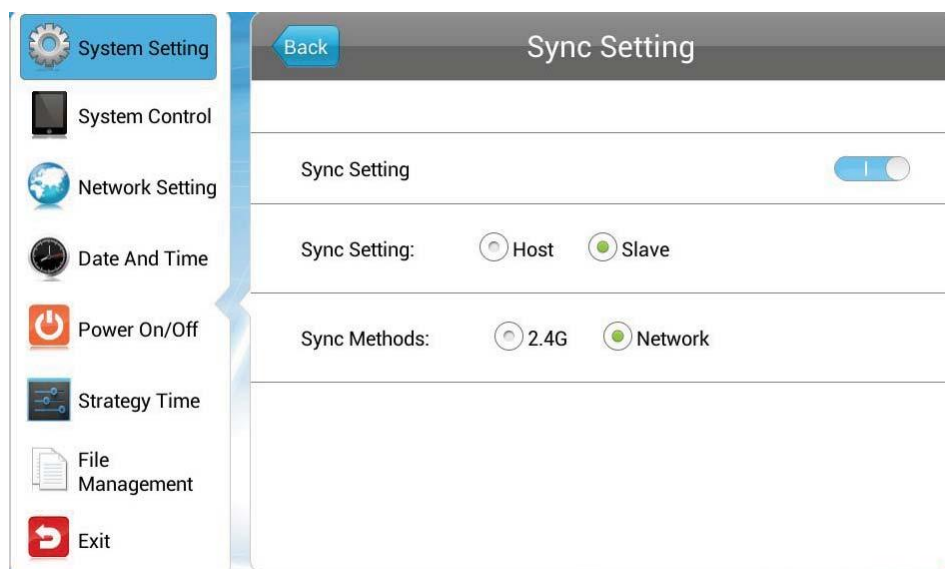 System Setting
System Control
Network Setting
Date And Time
Power On/Off
Strategy Time
File
Management
Exit
Back
Sync Setting
Sync Setting
Sync Setting: Host Slave
Sync Methods: 2.4G Network